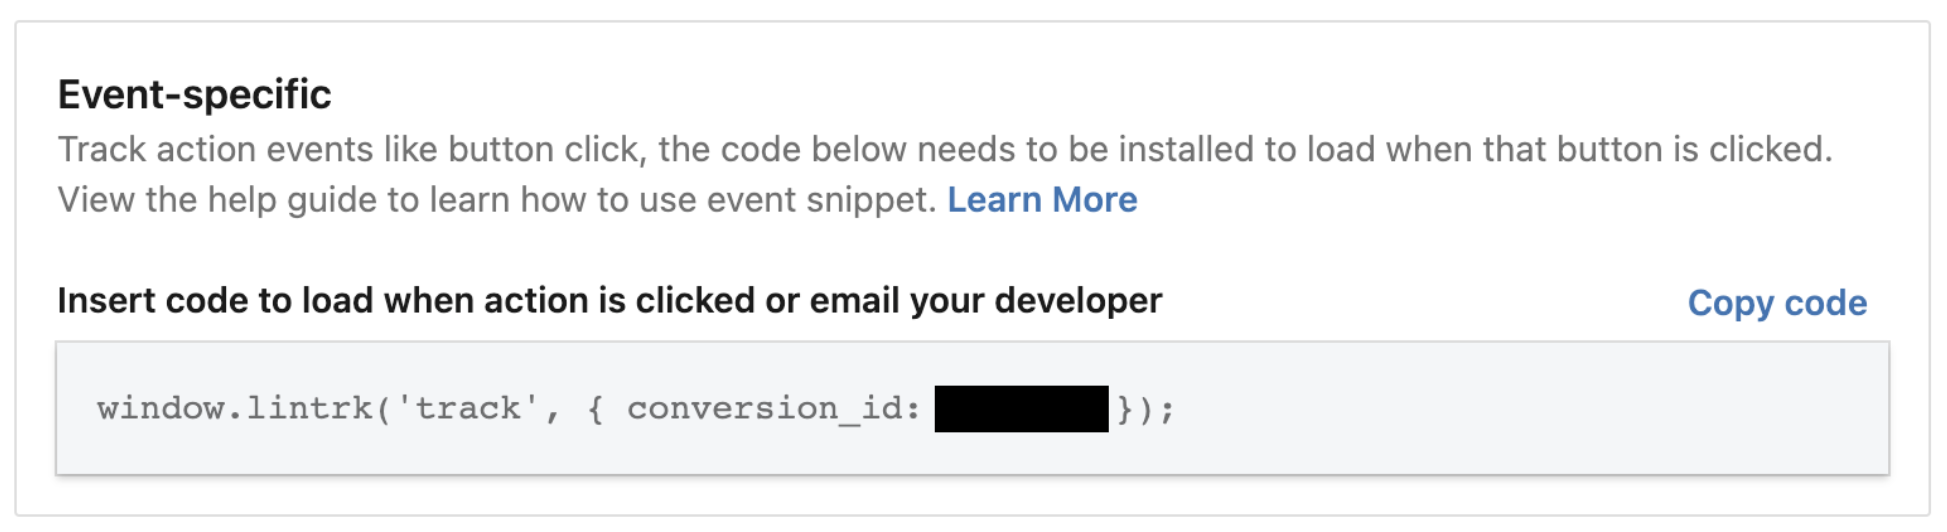 Event-specific
Track action events like button click, the code below needs to be installed to load when that button is clicked.
View the help guide to learn how to use event snippet. Learn More
Insert code to load when action is clicked or email your developer
Copy code
window.lintrk('track', { conversion_id: });